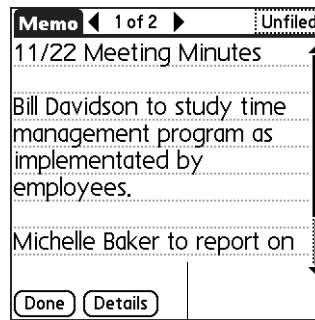 Memo 1 of 2 Unfiled
11/22 Meeting Minutes
Bill Davidson to study time
management program as
implementated by
employees.
Michelle Baker to report on
Done Details